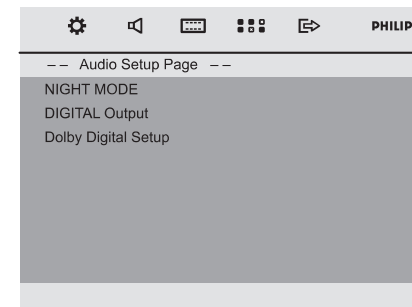 PHILIP
-- Audio Setup Page --
NIGHT MODE
DIGITAL Output
Dolby Digital Setup